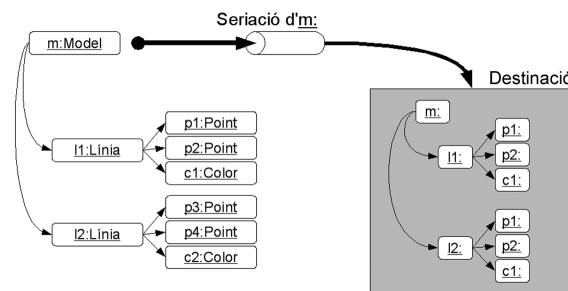 Seriació d'm:
m:Model
Destinació
m:
p1:Point
l1:Línia
p2:Point
c1:Color
p1:
l1:
p2:
c1:
p3:Point
l2:Línia
p4:Point
c2:Color
p1:
l2:
p2:
c1: